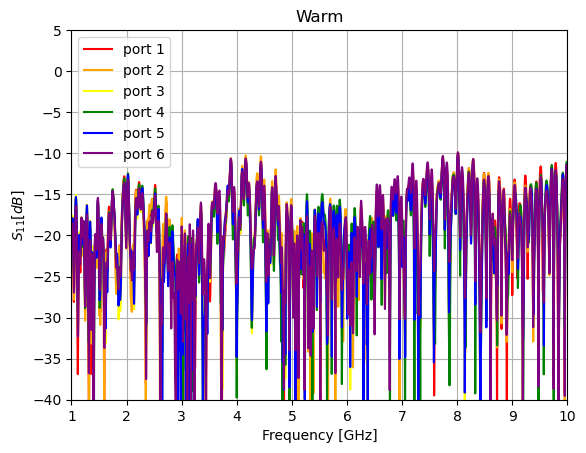 Warm
5
0
−5
−10
−15
−20
−25
−30
−35
−40
S11[dB]
port 1
port 2
port 3
port 4
port 5
port 6
1 2 3 4 5 6 7 8 9 10
Frequency [GHz]